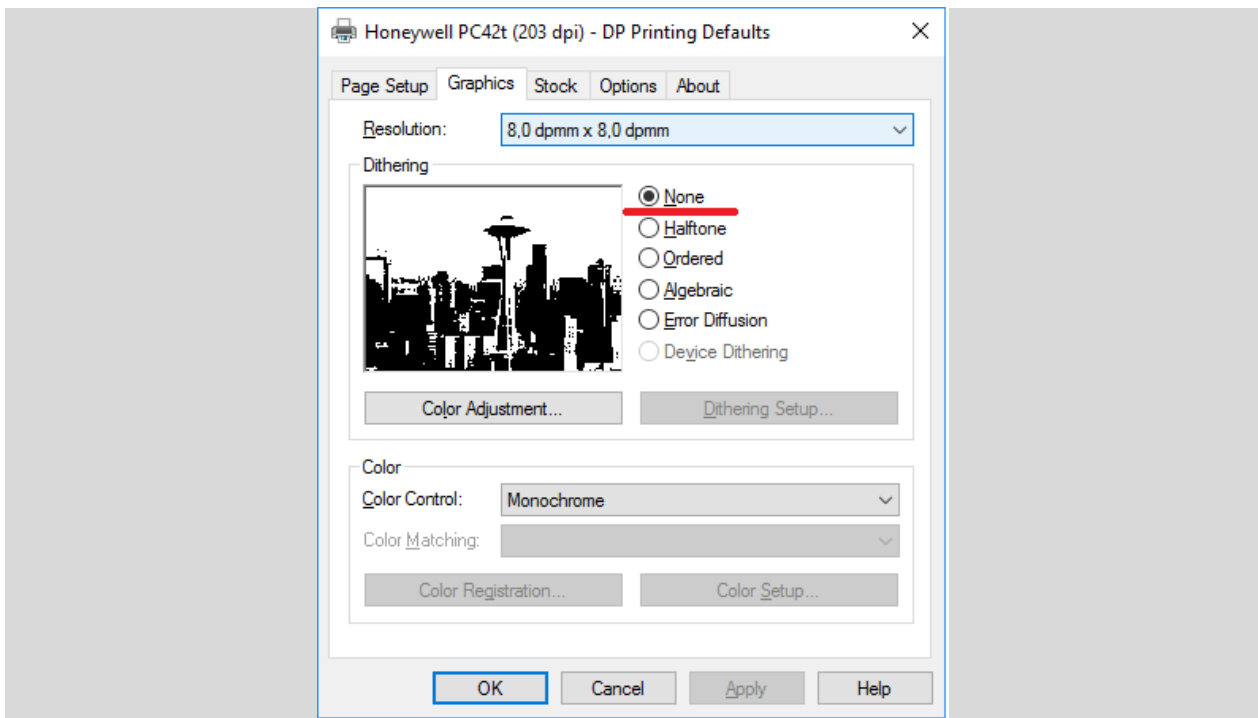 Honeywell PC42t (203 dpi) - DP Printing Defaults
Page Setup Graphics Stock Options About
Resolution: 8,0 dpmm x 8,0 dpmm
Dithering
None
Halftone
Ordered
Algebraic
Error Diffusion
Device Dithering
Color Adjustment... Dithering Setup...
Color
Color Control: Monochrome
Color Matching:
Color Registration... Color Setup...
OK Cancel Apply Help